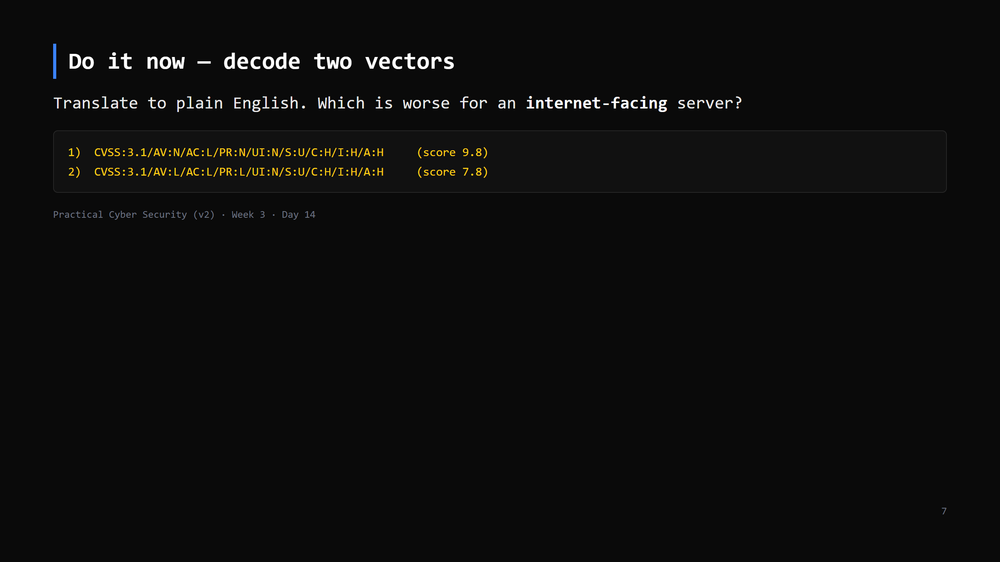 Do it now — decode two vectors
Translate to plain English. Which is worse for an internet-facing server?
1)  CVSS:3.1/AV:N/AC:L/PR:N/UI:N/S:U/C:H/I:H/A:H     (score 9.8)
2)  CVSS:3.1/AV:L/AC:L/PR:L/UI:N/S:U/C:H/I:H/A:H     (score 7.8)
Practical Cyber Security (v2) · Week 3 · Day 14
7